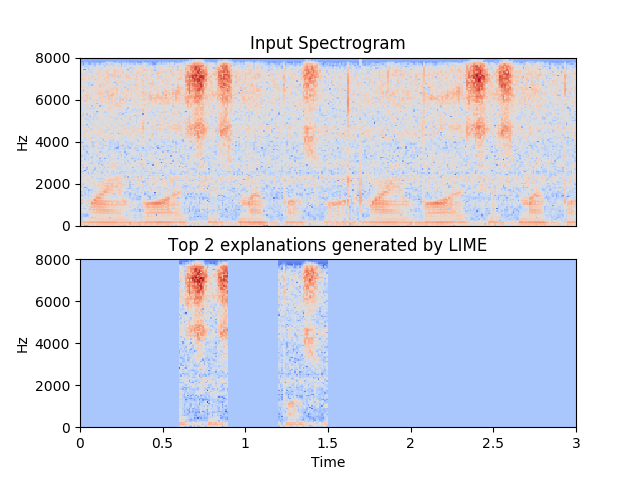 Input Spectrogram
8000
6000
4000
2000
0
Hz
Top 2 explanations generated by LIME
8000
6000
4000
2000
0
Hz
0 0.5 1 1.5 2 2.5 3
Time